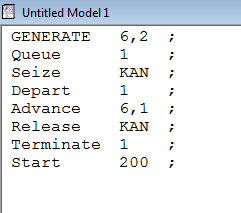 Untitled Model 1
GENERATE 6,2 ;
Queue 1 ;
Seize KAN ;
Depart 1 ;
Advance 6,1 ;
Release KAN ;
Terminate 1 ;
Start 200 ;